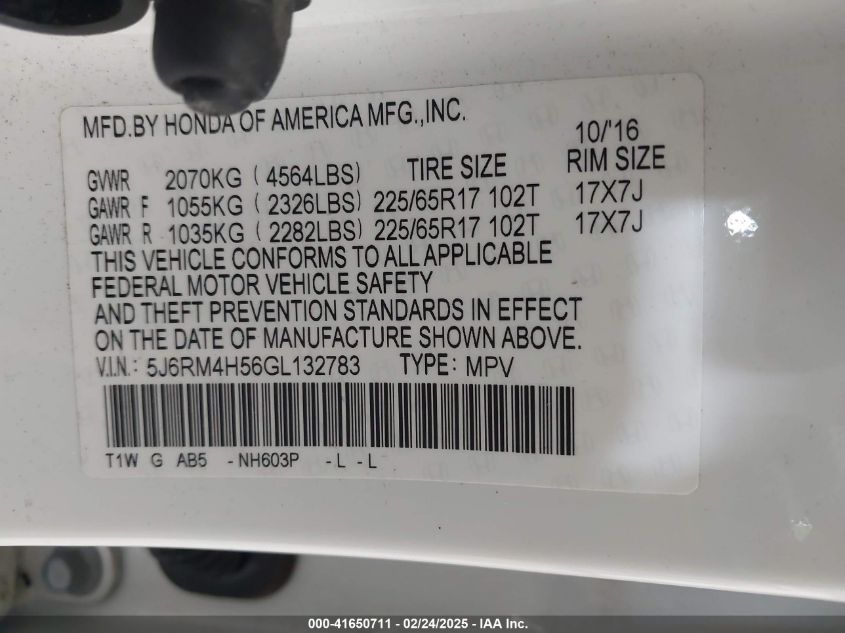 MFD.BY HONDA OF AMERICA MFG.,INC.
10/'16
GVWR 2070KG (4564LBS) TIRE SIZE RIM SIZE
GAWR F 1055KG (2326LBS) 225/65R17 102T 17X7J
GAWR R 1035KG (2282LBS) 225/65R17 102T 17X7J
THIS VEHICLE CONFORMS TO ALL APPLICABLE
FEDERAL MOTOR VEHICLE SAFETY
AND THEFT PREVENTION STANDARDS IN EFFECT
ON THE DATE OF MANUFACTURE SHOWN ABOVE.
V.I.N.: 5J6RM4H56GL132783 TYPE: MPV
T1W G AB5 -NH603P -L -L
000-41650711 - 02/24/2025 - IAA Inc.